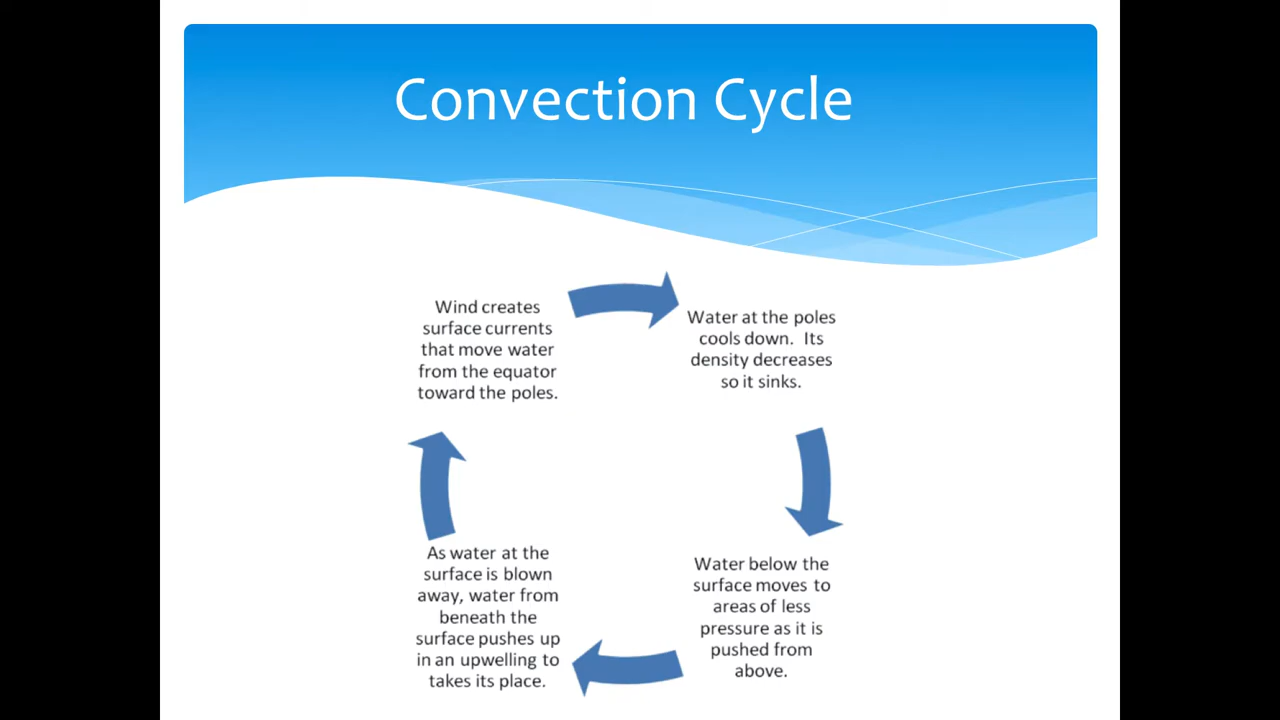 Convection Cycle
Wind creates
surface currents
that move water
from the equator
toward the poles.
Water at the poles
cools down.  Its
density decreases
so it sinks.
Water below the
surface moves to
areas of less
pressure as it is
pushed from
above.
As water at the
surface is blown
away, water from
beneath the
surface pushes up
in an upwelling to
takes its place.